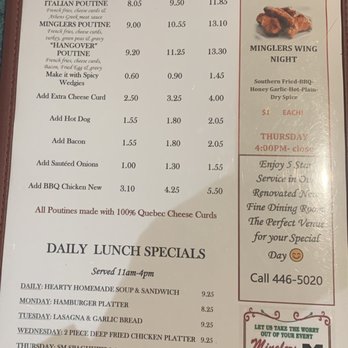 ITALIAN POUTINE 8.05 9.50 11.85
French fries, cheese curds &
Athens Greek meat sauce
MINGLERS POUTINE 9.00 10.55 13.10
French fries, cheese curds,
turkey, green peas & gravy
"HANGOVER" POUTINE 9.20 11.25 13.30
French fries, cheese curds,
Bacon, Fried Egg & gravy
Make it with Spicy Wedgies 0.60 0.90 1.45
Add Extra Cheese Curd 2.50 3.25 4.00
Add Hot Dog 1.55 1.80 2.05
Add Bacon 1.55 1.80 2.05
Add Sautéed Onions 1.00 1.30 1.55
Add BBQ Chicken New 3.10 4.25 5.50
All Poutines made with 100% Quebec Cheese Curds
DAILY LUNCH SPECIALS
Served 11am-4pm
DAILY: HEARTY HOMEMADE SOUP & SANDWICH 9.25
MONDAY: HAMBURGER PLATTER 8.25
TUESDAY: LASAGNA & GARLIC BREAD 9.25
WEDNESDAY: 2 PIECE DEEP FRIED CHICKEN PLATTER 9.25
THURSDAY: 9.25
MINGLERS WING
NIGHT
Southern Fried-BBQ-
Honey Garlic-Hot-Plain-
Dry Spice
$1 EACH!
THURSDAY
4:00PM- close
Enjoy 5 Star
Service in Our
Renovated New
Fine Dining Room
The Perfect Venue
for your Special
Day
Call 446-5020
LET US TAKE THE WORRY
OUT OF YOUR EVENT
Minglers